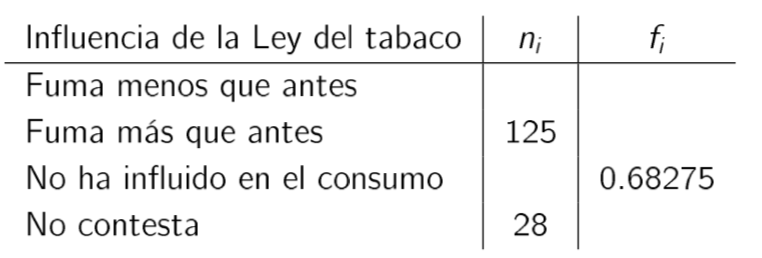 Influencia de la Ley del tabaco n_i f_i
Fuma menos que antes
Fuma más que antes 125
No ha influido en el consumo 0.68275
No contesta 28